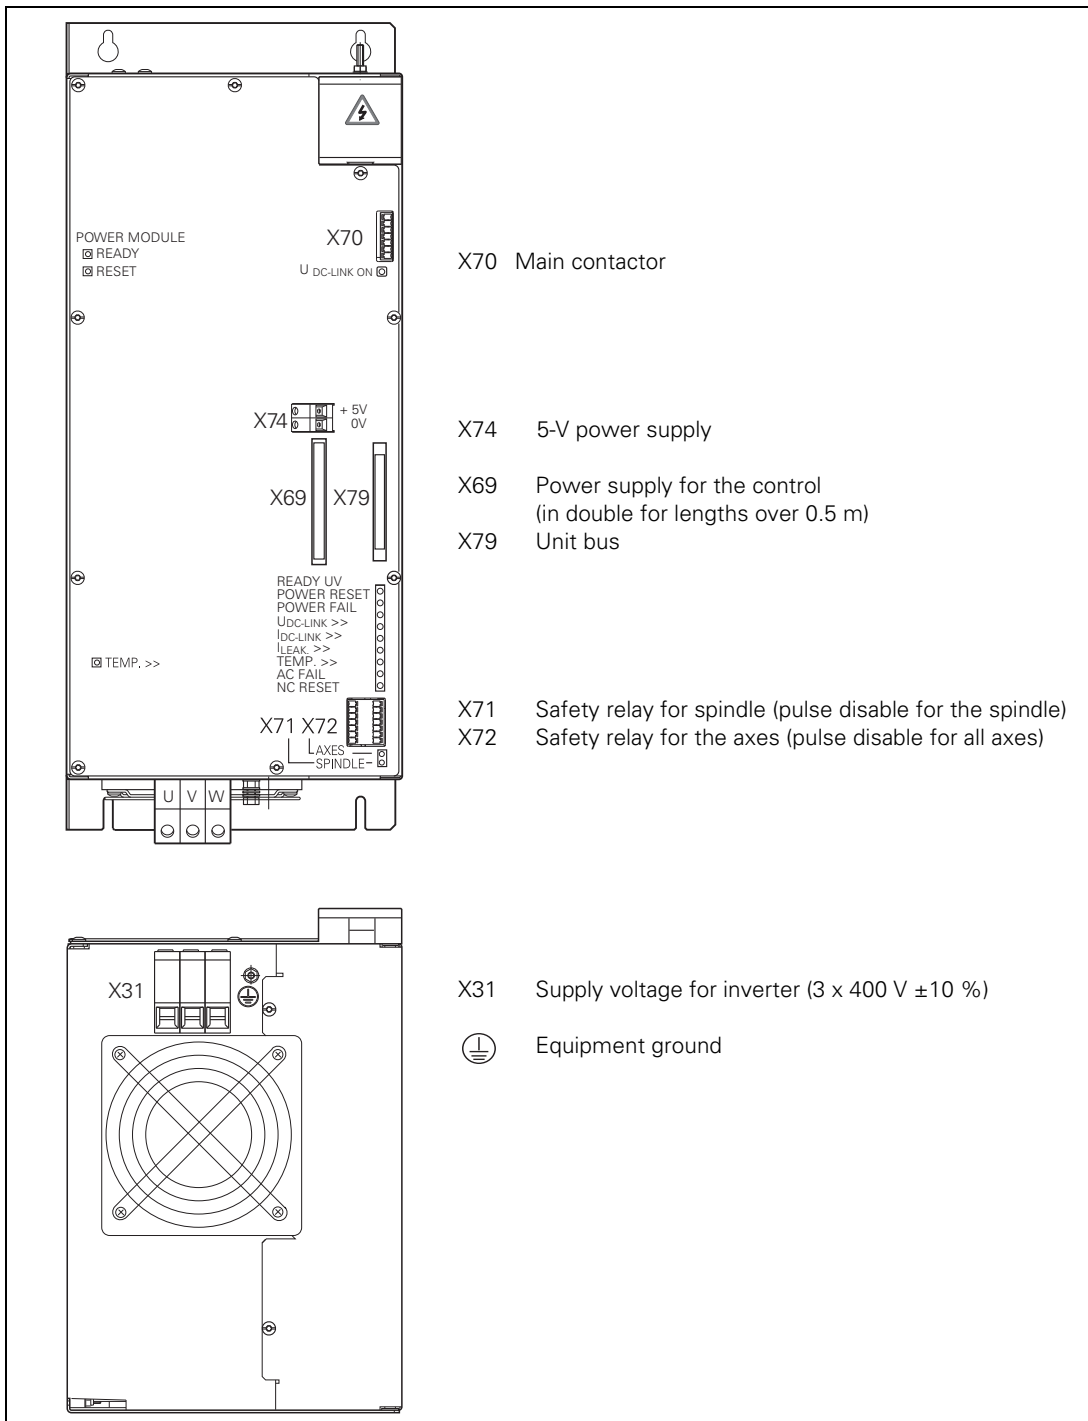 POWER MODULE
READY
RESET
X70
U DC-LINK ON
X70 Main contactor
X74
+ 5V
0V
X74 5-V power supply
X69 X79
X69 Power supply for the control
(in double for lengths over 0.5 m)
X79 Unit bus
READY UV
POWER RESET
POWER FAIL
UDC-LINK >>
IDC-LINK >>
ILEAK. >>
TEMP. >>
AC FAIL
NC RESET
TEMP. >>
X71 X72
AXES
SPINDLE
X71 Safety relay for spindle (pulse disable for the spindle)
X72 Safety relay for the axes (pulse disable for all axes)
U V W
X31
X31 Supply voltage for inverter (3 x 400 V ±10 %)
Equipment ground